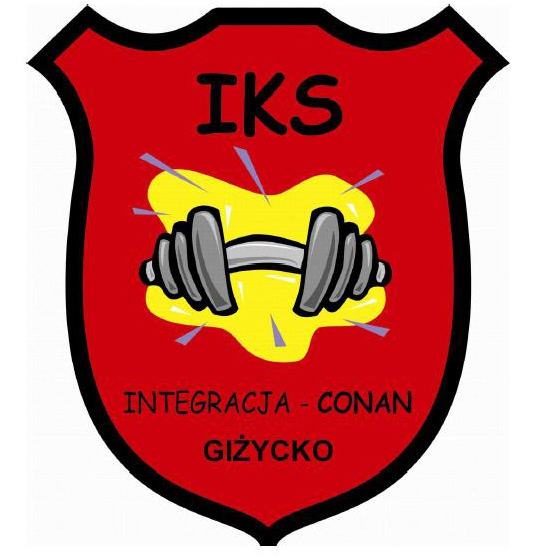 IKS
INTEGRACJA - CONAN
GIŻYCKO